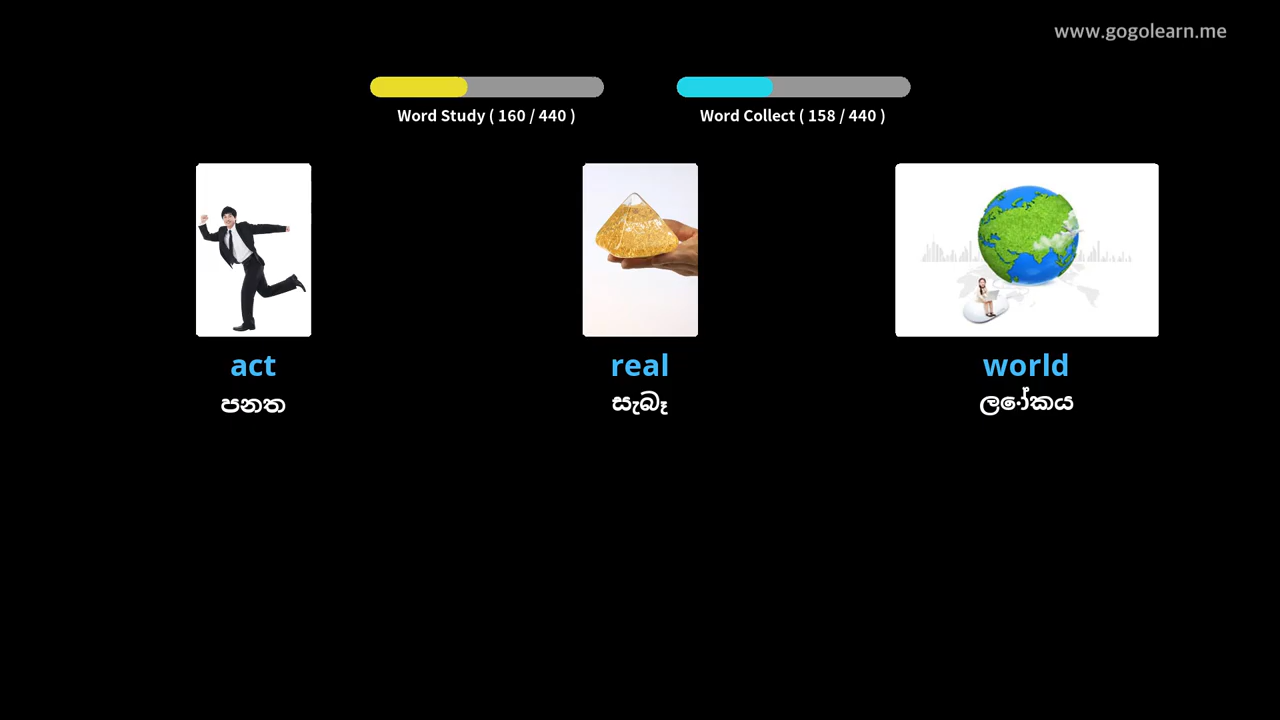 www.gogolearn.me
Word Study ( 160 / 440 )
Word Collect ( 158 / 440 )
act
real
world
පනත
සැබෑ
ලෝකය